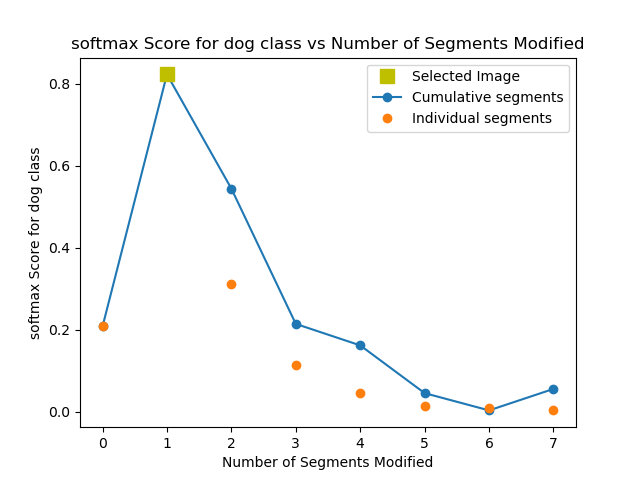 softmax Score for dog class vs Number of Segments Modified
Selected Image
Cumulative segments
Individual segments
softmax Score for dog class
0.8
0.6
0.4
0.2
0.0
0 1 2 3 4 5 6 7
Number of Segments Modified